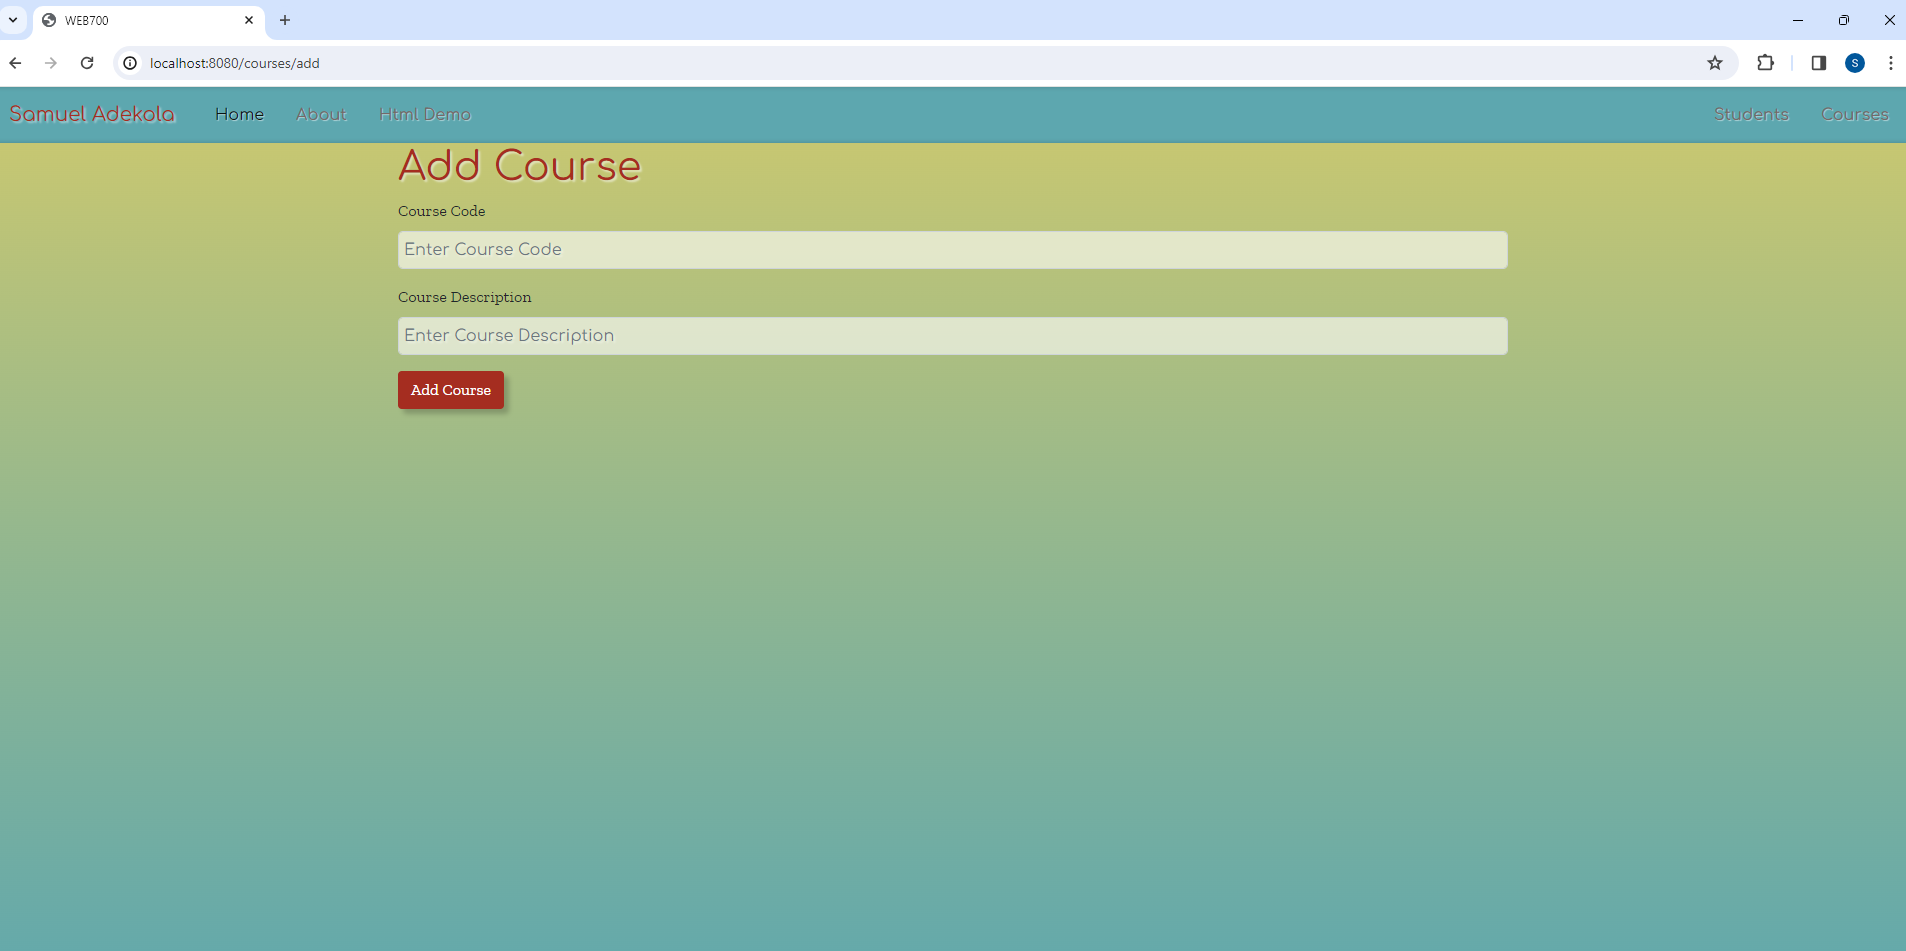 WEB700
localhost:8080/courses/add
S
Samuel Adekola Home About Html Demo Students Courses
Add Course
Course Code
Enter Course Code
Course Description
Enter Course Description
Add Course